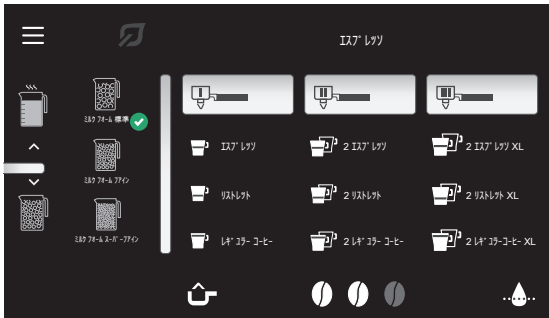 ｴｽﾌﾟﾚｯｿ
ﾐﾙｸ ﾌｫｰﾑ 標準
ﾐﾙｸ ﾌｫｰﾑ ﾌｱｲﾝ
ﾐﾙｸ ﾌｫｰﾑ ｽｰﾊﾟｰﾌｱｲﾝ
ｴｽﾌﾟﾚｯｿ
2 ｴｽﾌﾟﾚｯｿ
2 ｴｽﾌﾟﾚｯｿ XL
ﾘｽﾄﾚｯﾄ
2 ﾘｽﾄﾚｯﾄ
2 ﾘｽﾄﾚｯﾄ XL
ﾚｷﾞｭﾗｰ ｺｰﾋｰ
2 ﾚｷﾞｭﾗｰ ｺｰﾋｰ
2 ﾚｷﾞｭﾗｰ ｺｰﾋｰ XL